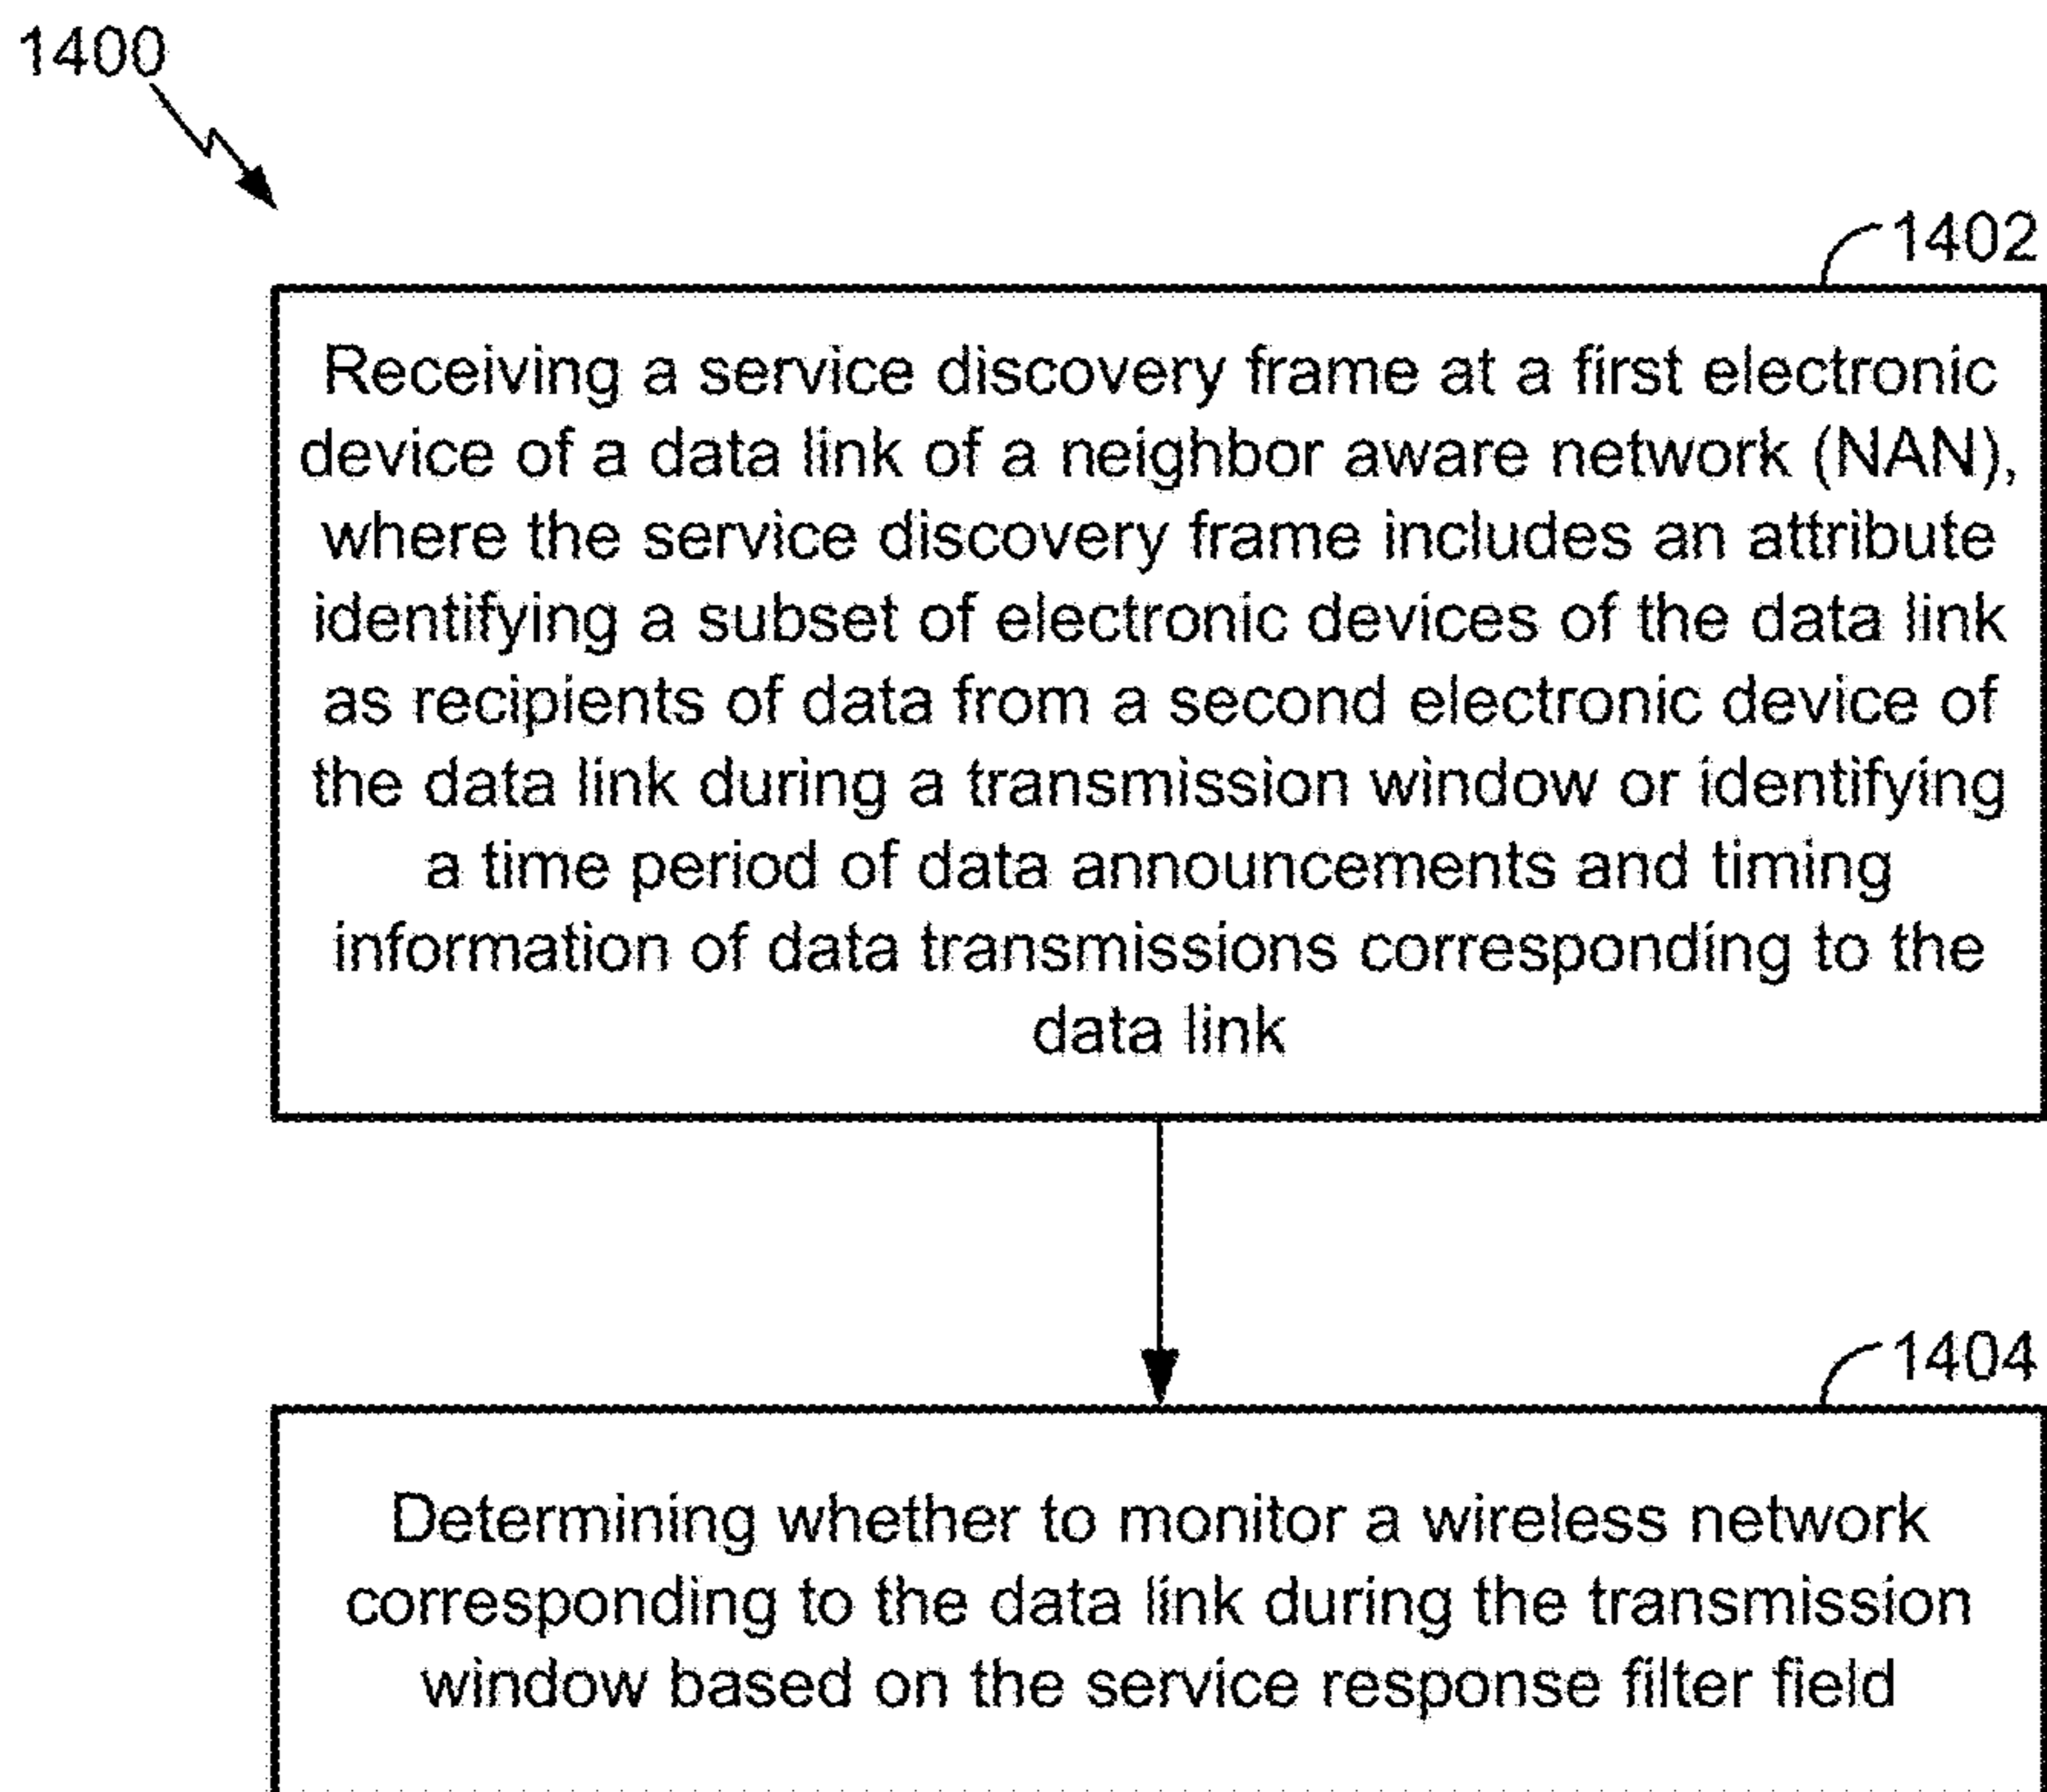 1400
1402
Receiving a service discovery frame at a first electronic
device of a data link of a neighbor aware network (NAN),
where the service discovery frame includes an attribute
identifying a subset of electronic devices of the data link
as recipients of data from a second electronic device of
the data link during a transmission window or identifying
a time period of data announcements and timing
information of data transmissions corresponding to the
data link
1404
Determining whether to monitor a wireless network
corresponding to the data link during the transmission
window based on the service response filter field